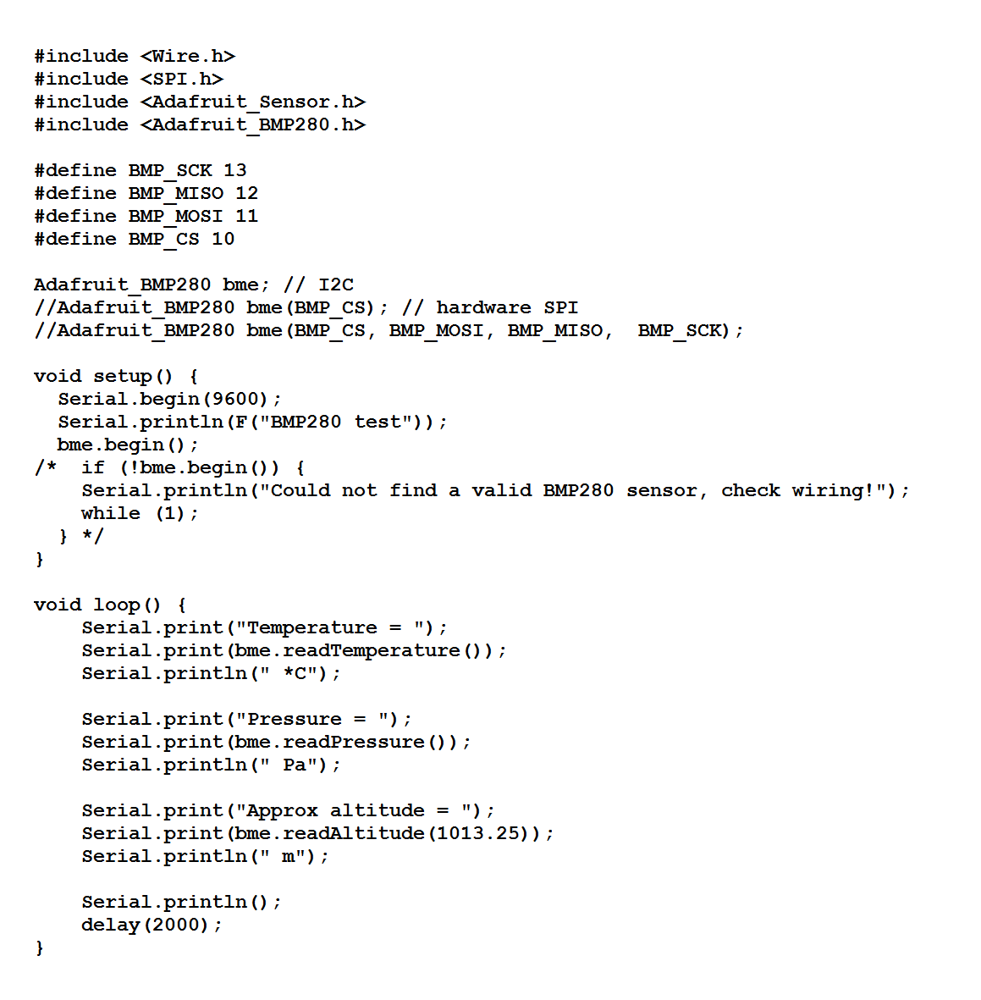 #include <Wire.h>
#include <SPI.h>
#include <Adafruit_Sensor.h>
#include <Adafruit_BMP280.h>

#define BMP_SCK 13
#define BMP_MISO 12
#define BMP_MOSI 11
#define BMP_CS 10

Adafruit_BMP280 bme; // I2C
//Adafruit_BMP280 bme(BMP_CS); // hardware SPI
//Adafruit_BMP280 bme(BMP_CS, BMP_MOSI, BMP_MISO,  BMP_SCK);

void setup() {
  Serial.begin(9600);
  Serial.println(F("BMP280 test"));
  bme.begin();
/*  if (!bme.begin()) {
    Serial.println("Could not find a valid BMP280 sensor, check wiring!");
    while (1);
  } */
}

void loop() {
    Serial.print("Temperature = ");
    Serial.print(bme.readTemperature());
    Serial.println(" *C");

    Serial.print("Pressure = ");
    Serial.print(bme.readPressure());
    Serial.println(" Pa");

    Serial.print("Approx altitude = ");
    Serial.print(bme.readAltitude(1013.25));
    Serial.println(" m");

    Serial.println();
    delay(2000);
}